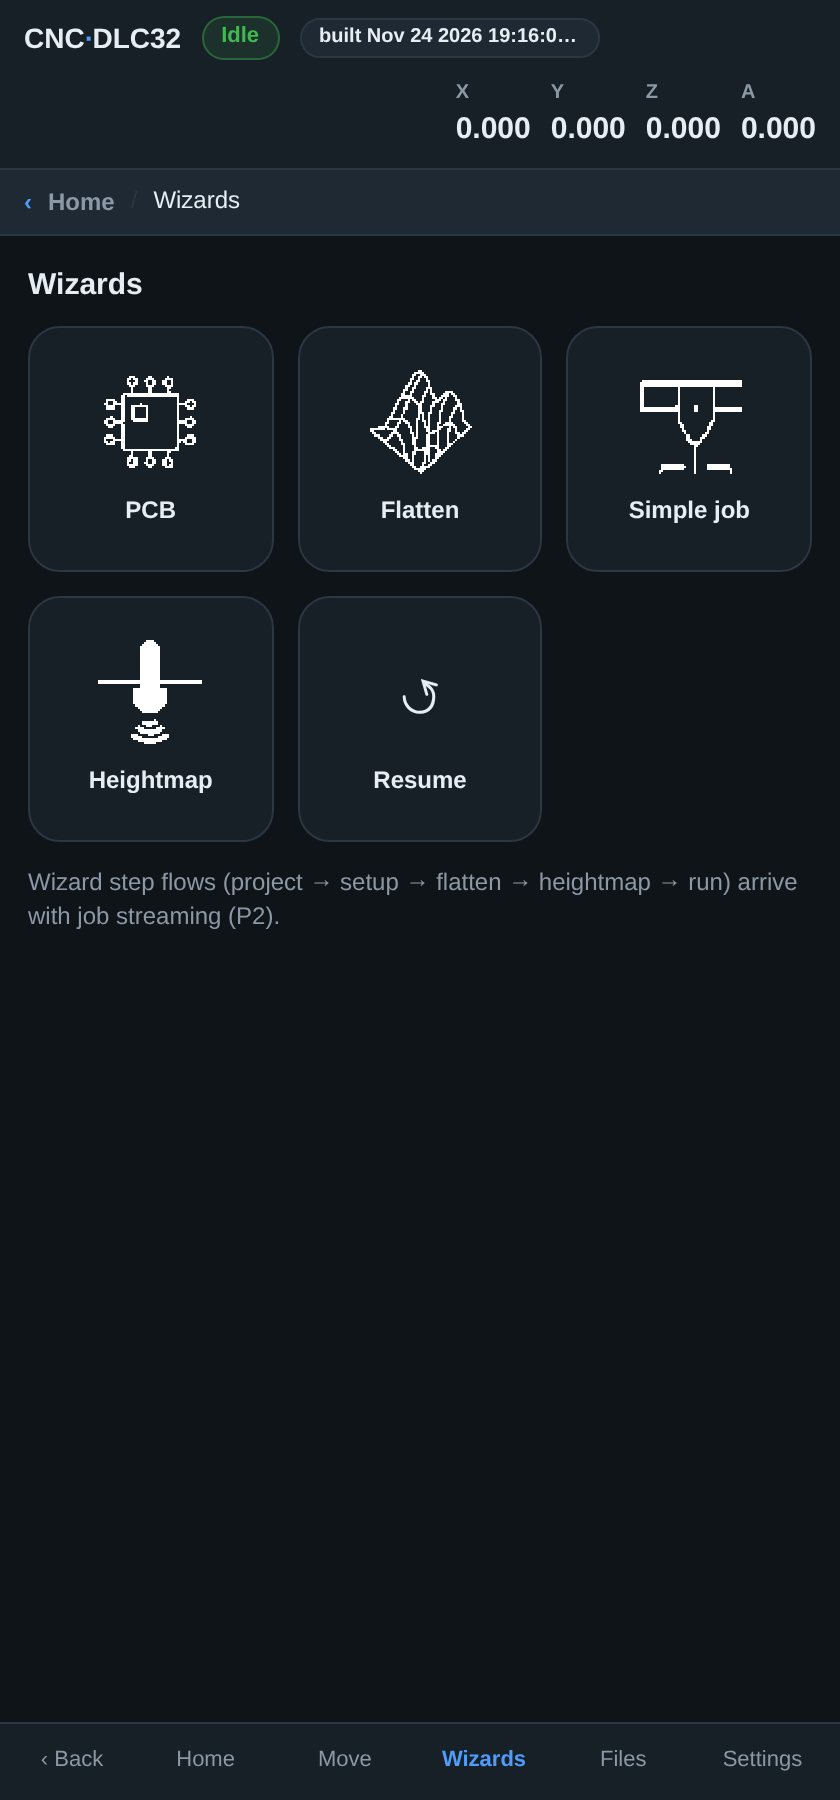 CNC·DLC32 Idle built Nov 24 2026 19:16:0…
X Y Z A
0.000 0.000 0.000 0.000
‹ Home / Wizards
Wizards
PCB Flatten Simple job
Heightmap Resume
Wizard step flows (project → setup → flatten → heightmap → run) arrive
with job streaming (P2).
‹ Back Home Move Wizards Files Settings